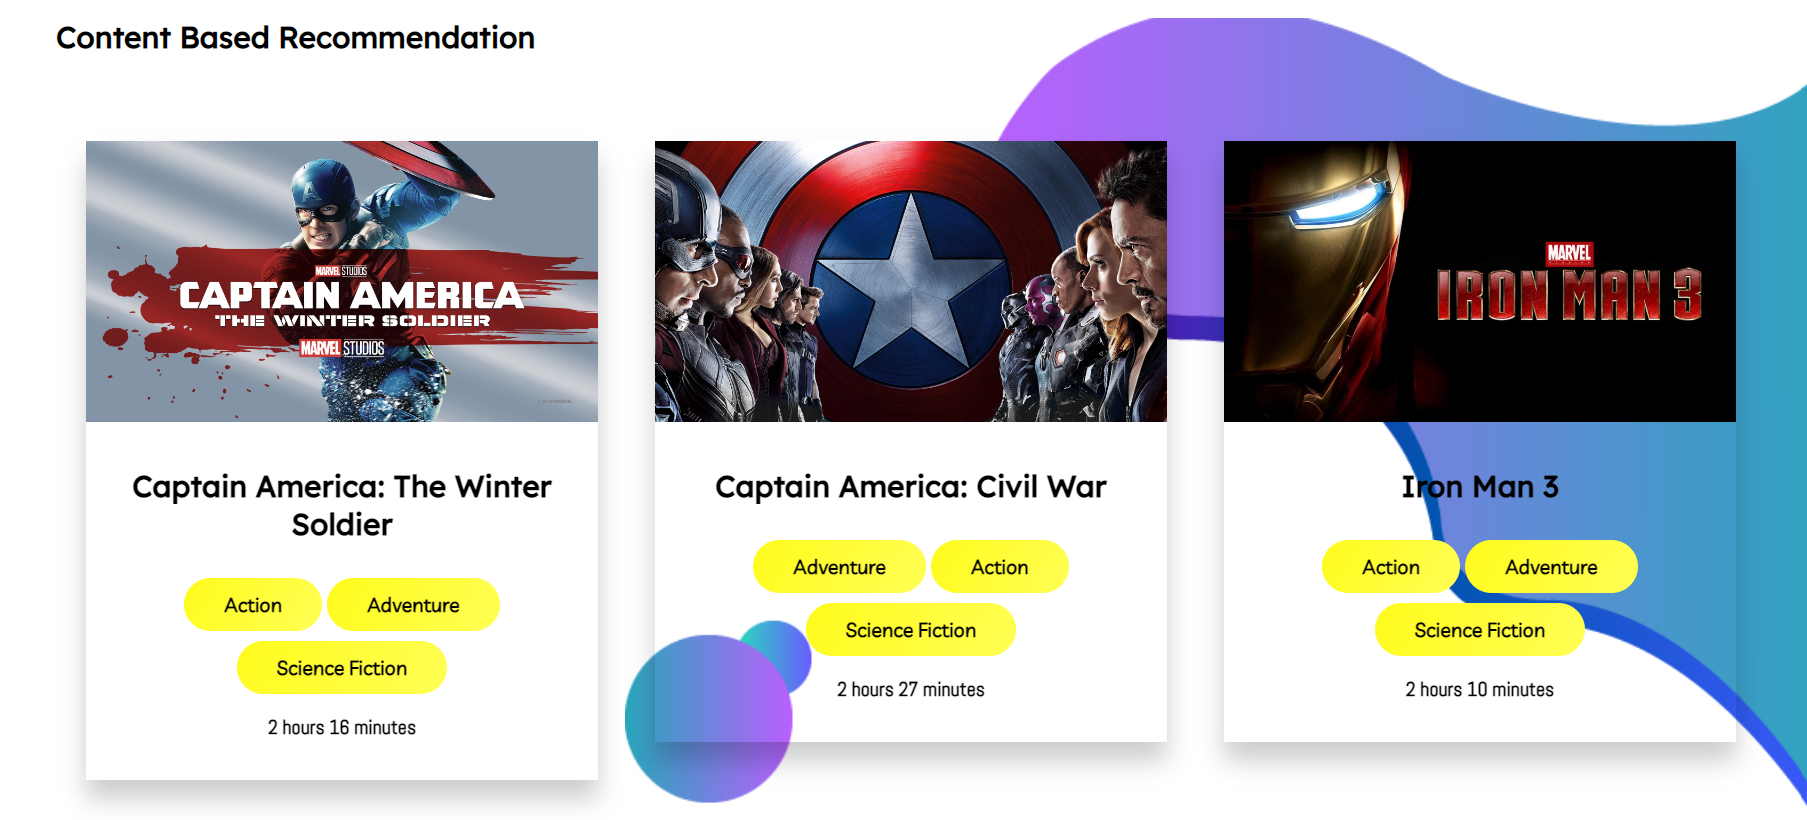 Content Based Recommendation
MARVEL STUDIOS
CAPTAIN AMERICA
THE WINTER SOLDIER
MARVEL STUDIOS
MARVEL
IRON MAN 3
Captain America: The Winter
Soldier
Action
Adventure
Science Fiction
2 hours 16 minutes
Captain America: Civil War
Adventure
Action
Science Fiction
2 hours 27 minutes
Iron Man 3
Action
Adventure
Science Fiction
2 hours 10 minutes